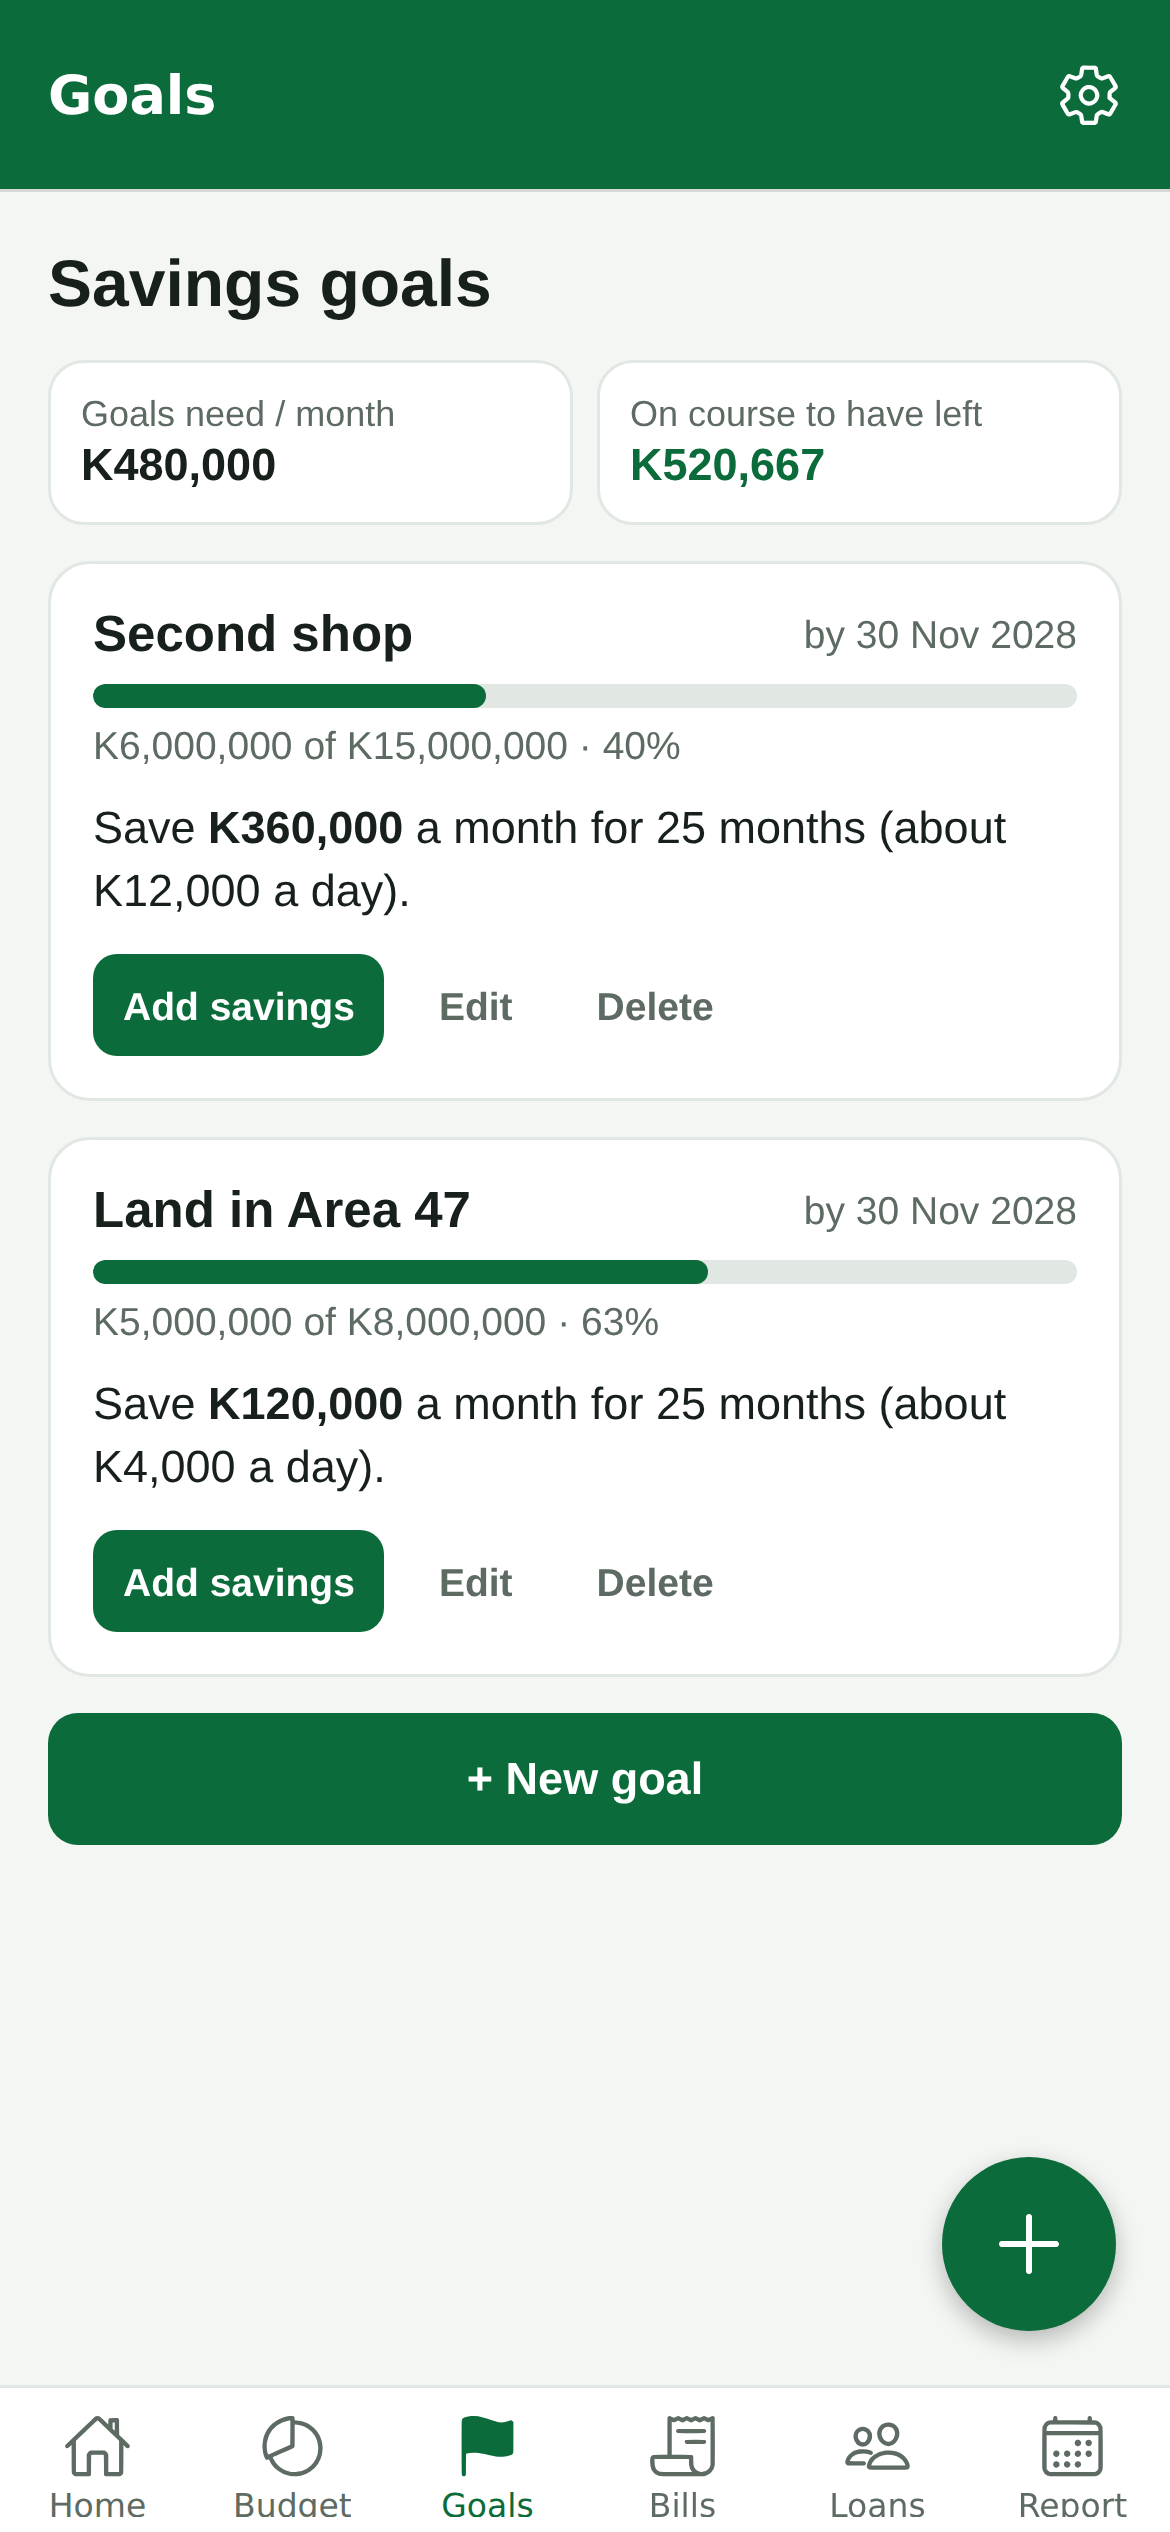 Goals
Savings goals
Goals need / month
K480,000
On course to have left
K520,667
Second shop
by 30 Nov 2028
K6,000,000 of K15,000,000 · 40%
Save K360,000 a month for 25 months (about
K12,000 a day).
Add savings
Edit
Delete
Land in Area 47
by 30 Nov 2028
K5,000,000 of K8,000,000 · 63%
Save K120,000 a month for 25 months (about
K4,000 a day).
Add savings
Edit
Delete
+ New goal
Home
Budget
Goals
Bills
Loans
Report